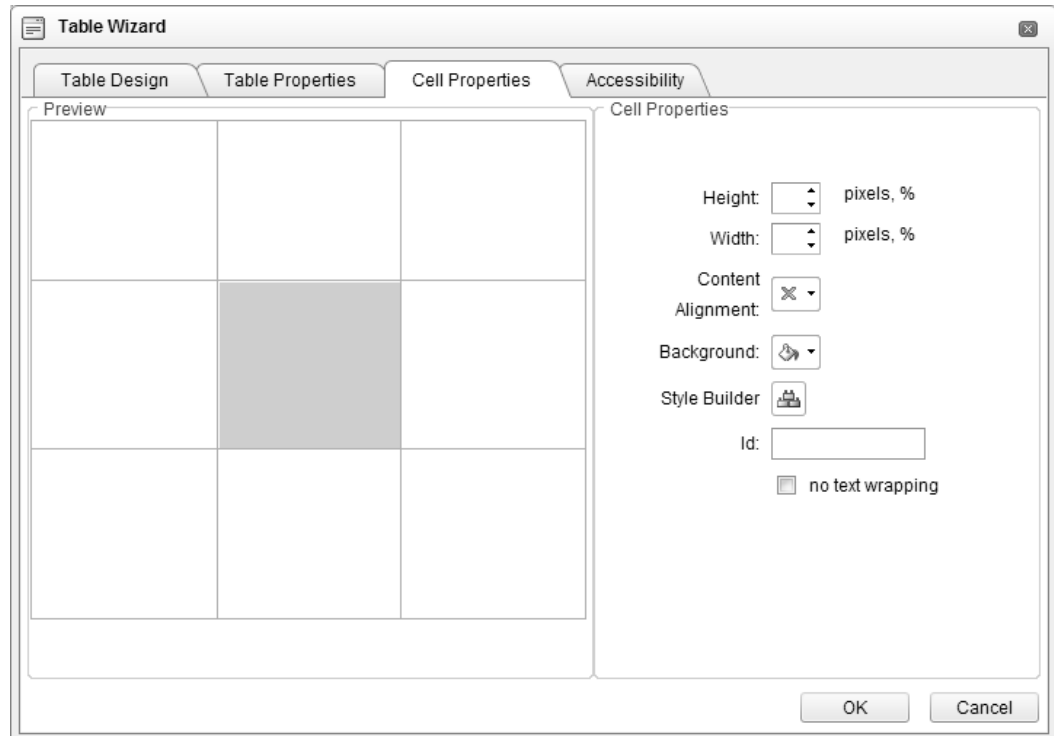 Table Wizard
Table Design Table Properties Cell Properties Accessibility
Preview
Cell Properties
Height: pixels, %
Width: pixels, %
Content
Alignment:
Background:
Style Builder
Id:
no text wrapping
OK Cancel